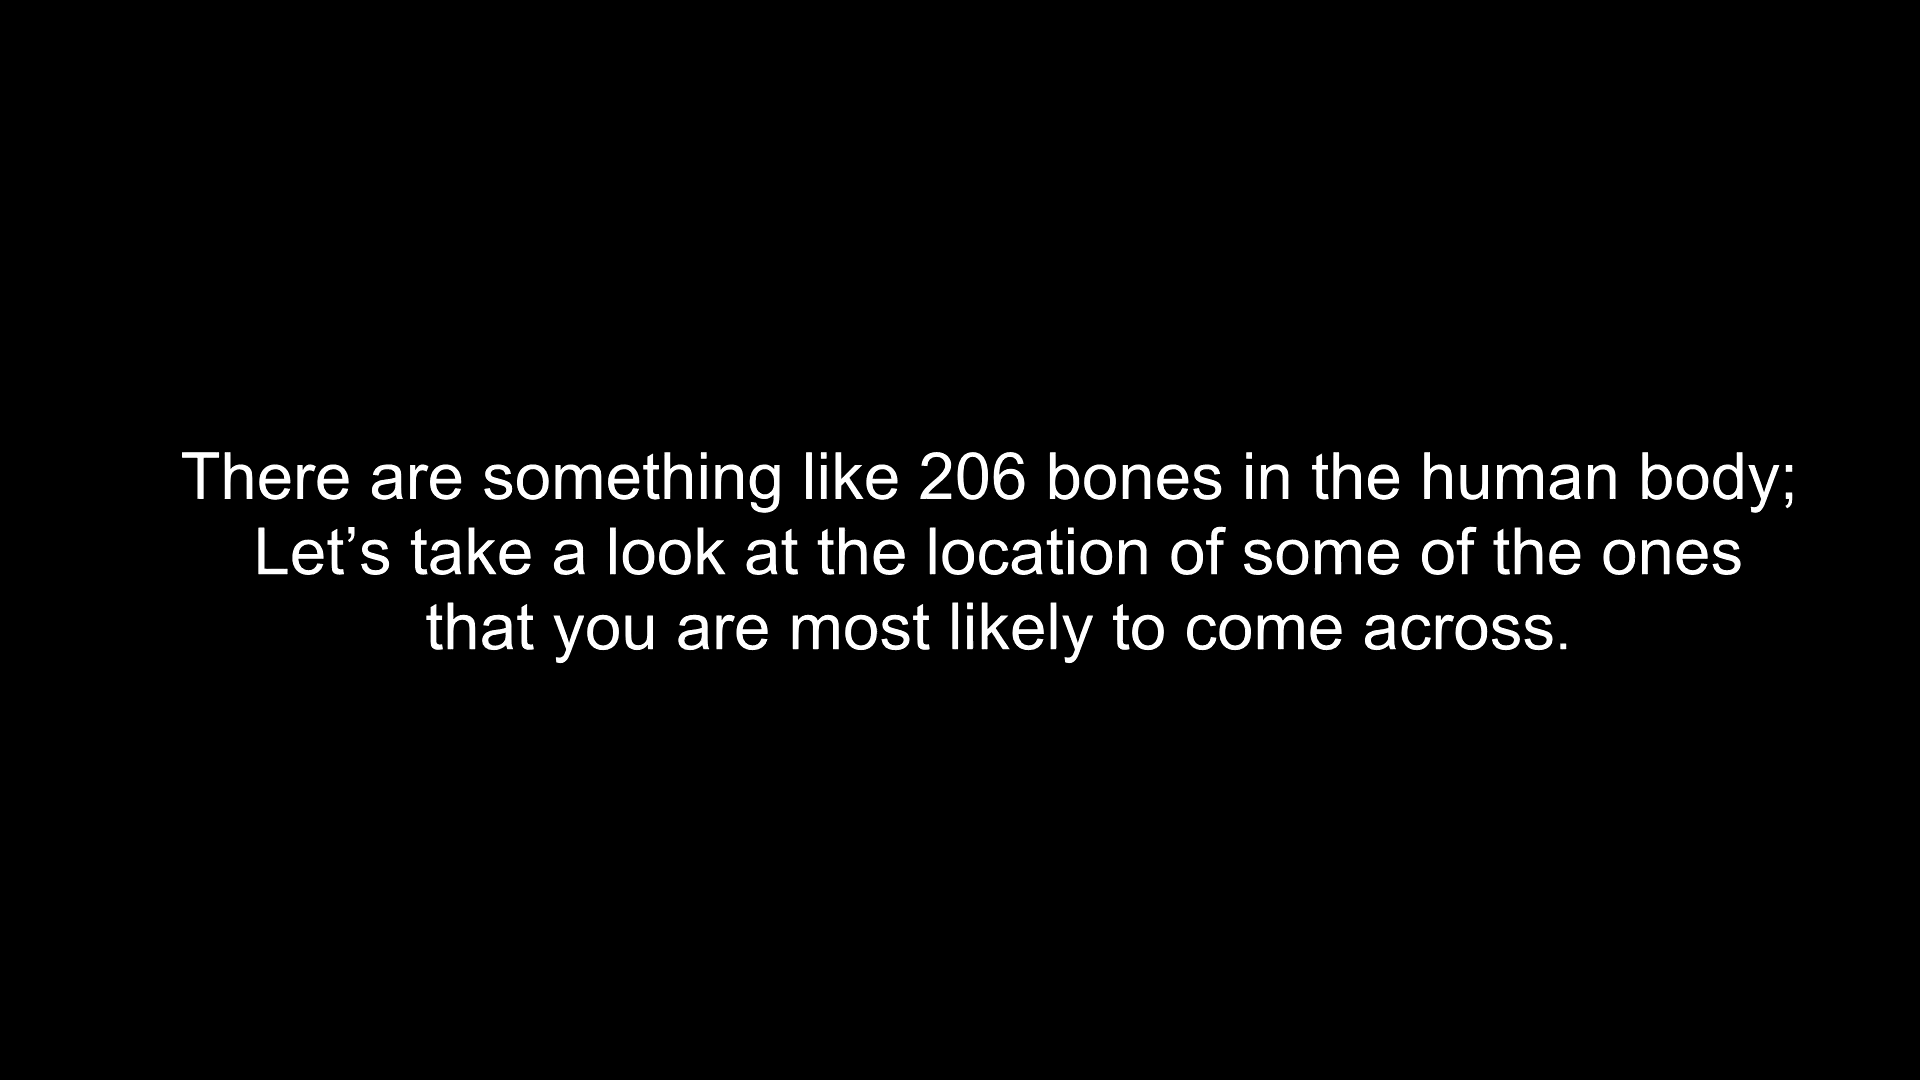 There are something like 206 bones in the human body;
Let’s take a look at the location of some of the ones
that you are most likely to come across.